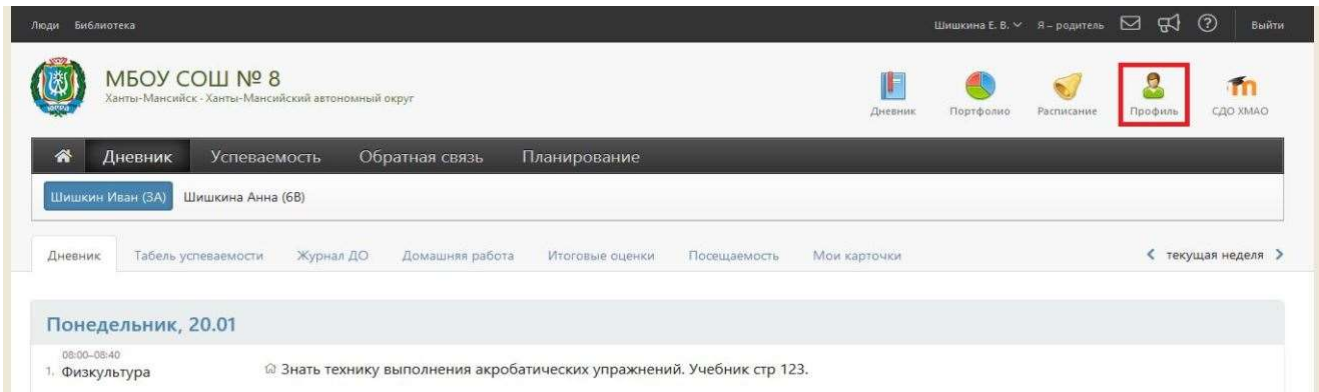 Люди Библиотека Шишкина Е. В. Я – родитель Выйти
МБОУ СОШ № 8
Ханты-Мансийск - Ханты-Мансийский автономный округ
Дневник Портфолио Расписание Профиль СДО ХМАО
Дневник Успеваемость Обратная связь Планирование
Шишкин Иван (3А) Шишкина Анна (6В)
Дневник Табель успеваемости Журнал ДО Домашняя работа Итоговые оценки Посещаемость Мои карточки текущая неделя
Понедельник, 20.01
08:00–08:40
1. Физкультура Знать технику выполнения акробатических упражнений. Учебник стр 123.